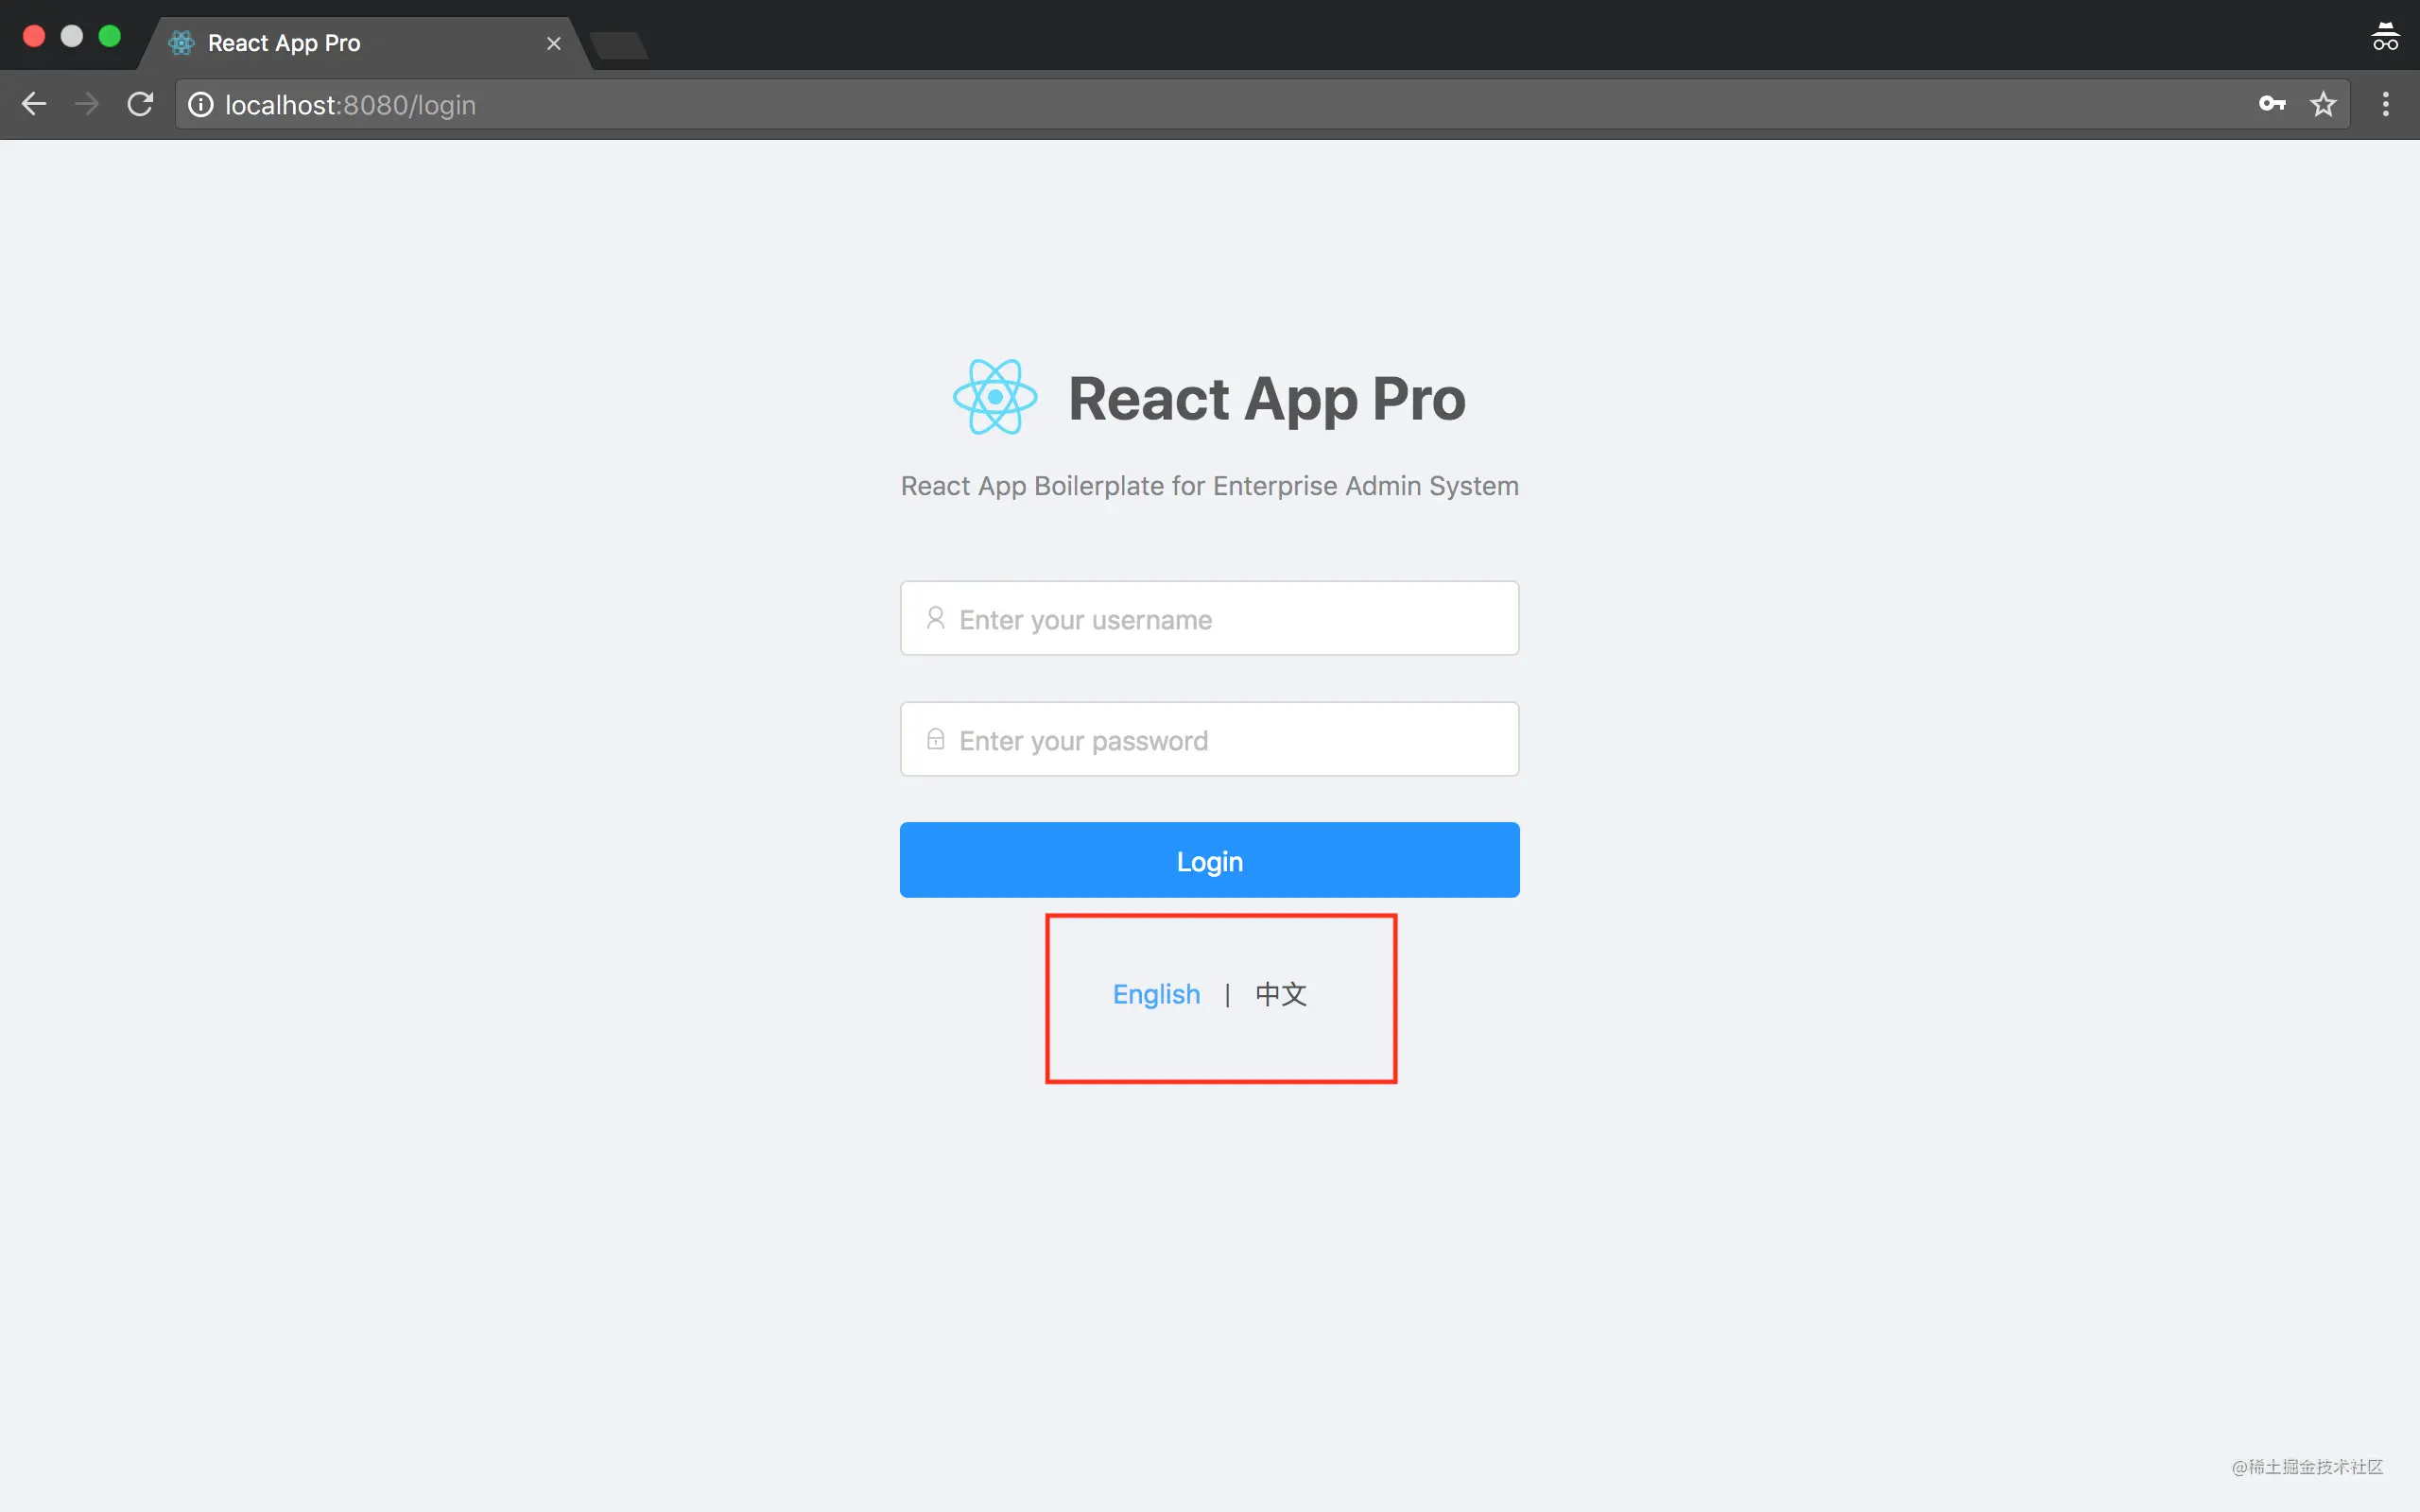 React App Pro
localhost:8080/login
React App Pro
React App Boilerplate for Enterprise Admin System
Enter your username
Enter your password
Login
English | 中文
@稀土掘金技术社区